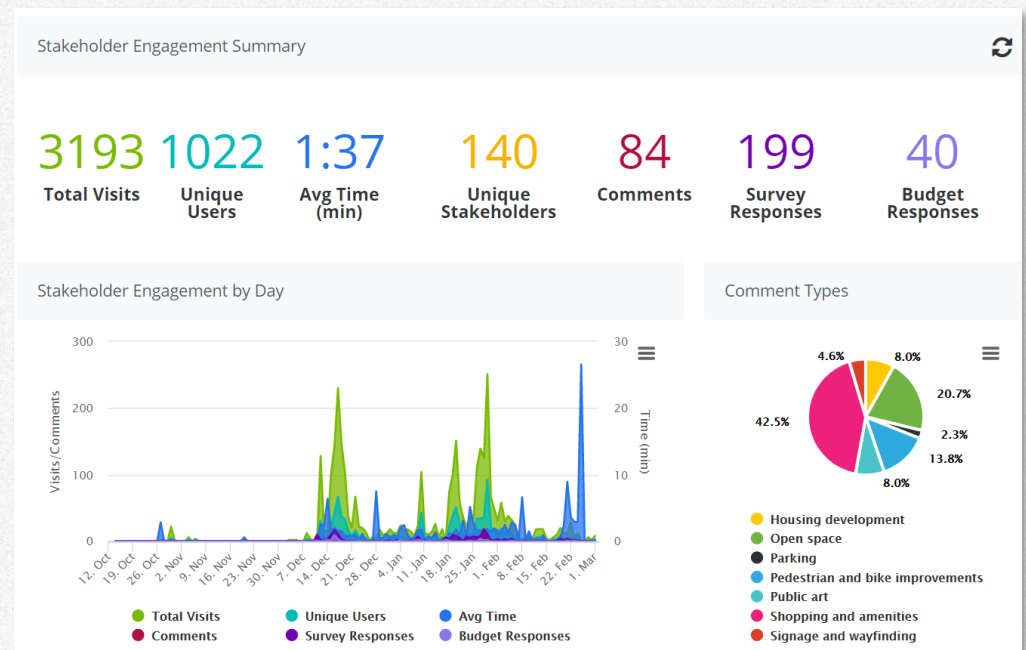 Stakeholder Engagement Summary
3193 1022 1:37 140 84 199 40
Total Visits Unique Avg Time Unique Comments Survey Budget
Users (min) Stakeholders Responses Responses
Stakeholder Engagement by Day
300
200
100
0
Visits/Comments
30
20
10
0
Time (min)
12. Oct 19. Oct 26. Oct 2. Nov 9. Nov 16. Nov 23. Nov 30. Nov 7. Dec 14. Dec 21. Dec 28. Dec 4. Jan 11. Jan 18. Jan 25. Jan 1. Feb 8. Feb 15. Feb 22. Feb 1. Mar
Total Visits Unique Users Avg Time
Comments Survey Responses Budget Responses
Comment Types
4.6% 8.0%
20.7%
42.5%
2.3%
13.8%
8.0%
Housing development
Open space
Parking
Pedestrian and bike improvements
Public art
Shopping and amenities
Signage and wayfinding